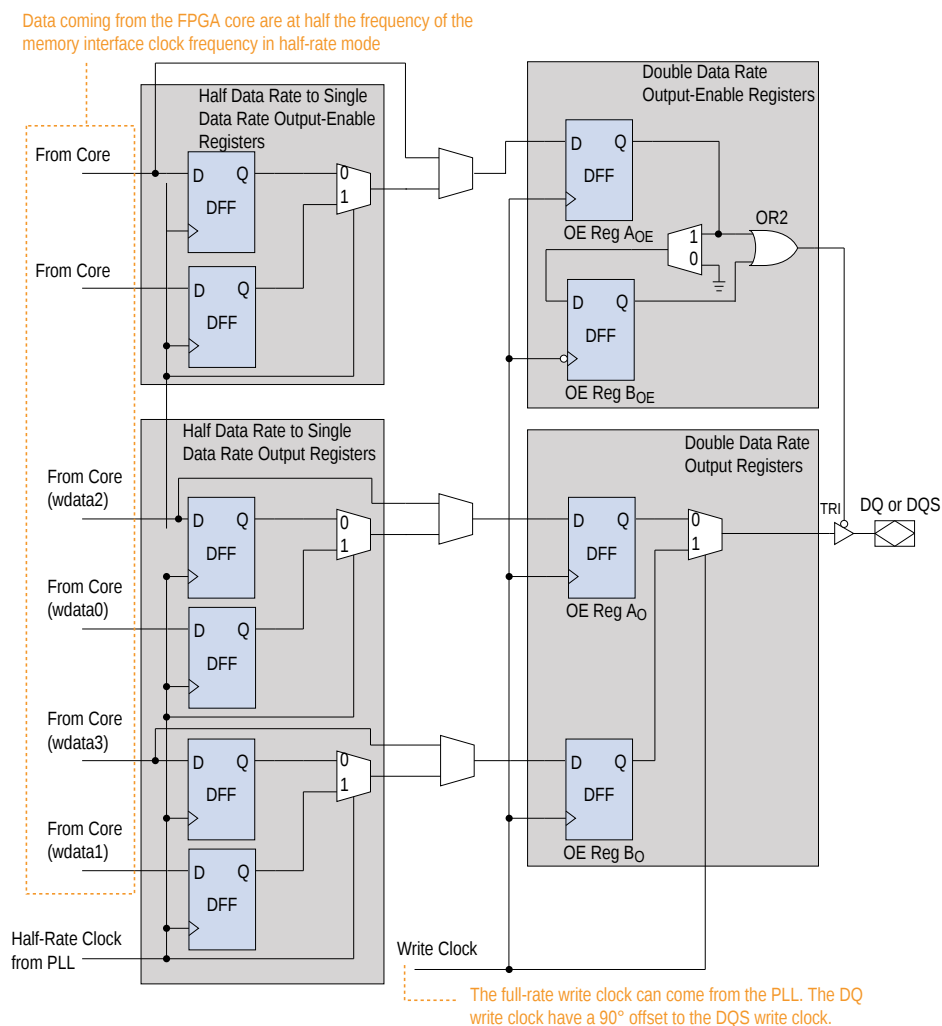 Data coming from the FPGA core are at half the frequency of the
memory interface clock frequency in half-rate mode
Half Data Rate to Single
Data Rate Output-Enable
Registers
Double Data Rate
Output-Enable Registers
From Core
D Q
DFF
0
1
D Q
DFF
OE Reg AOE
OR2
1
0
From Core
D Q
DFF
D Q
DFF
OE Reg BOE
Half Data Rate to Single
Data Rate Output Registers
Double Data Rate
Output Registers
From Core
(wdata2)
D Q
DFF
0
1
D Q
DFF
OE Reg AO
0
1
TRI
DQ or DQS
From Core
(wdata0)
D Q
DFF
From Core
(wdata3)
D Q
DFF
0
1
D Q
DFF
OE Reg BO
From Core
(wdata1)
D Q
DFF
Half-Rate Clock
from PLL
Write Clock
The full-rate write clock can come from the PLL. The DQ
write clock have a 90° offset to the DQS write clock.